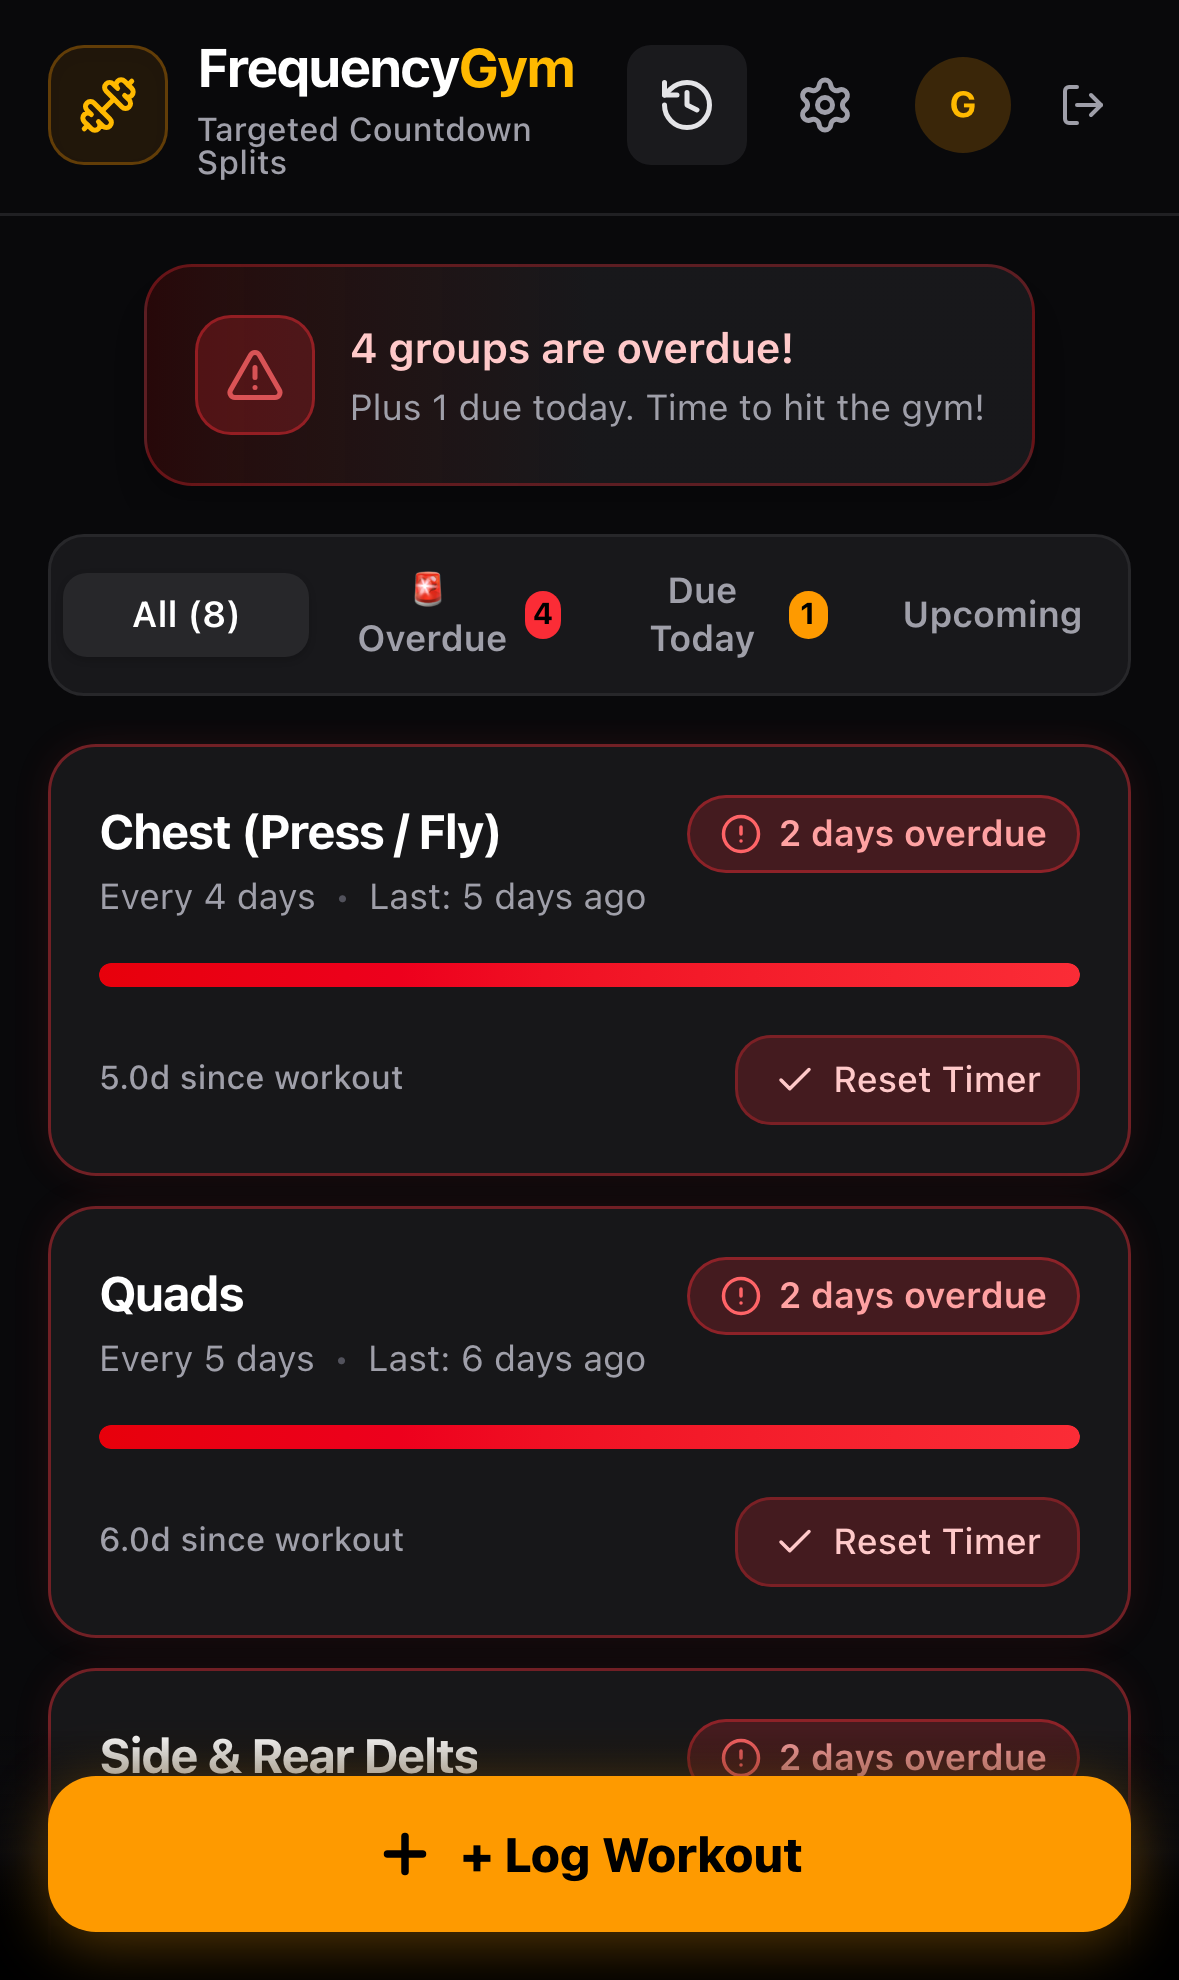 FrequencyGym
Targeted Countdown
Splits
G
4 groups are overdue!
Plus 1 due today. Time to hit the gym!
All (8)
🚨
Overdue 4
Due
Today 1
Upcoming
Chest (Press / Fly)
2 days overdue
Every 4 days • Last: 5 days ago
5.0d since workout
Reset Timer
Quads
2 days overdue
Every 5 days • Last: 6 days ago
6.0d since workout
Reset Timer
Side & Rear Delts
2 days overdue
+ Log Workout